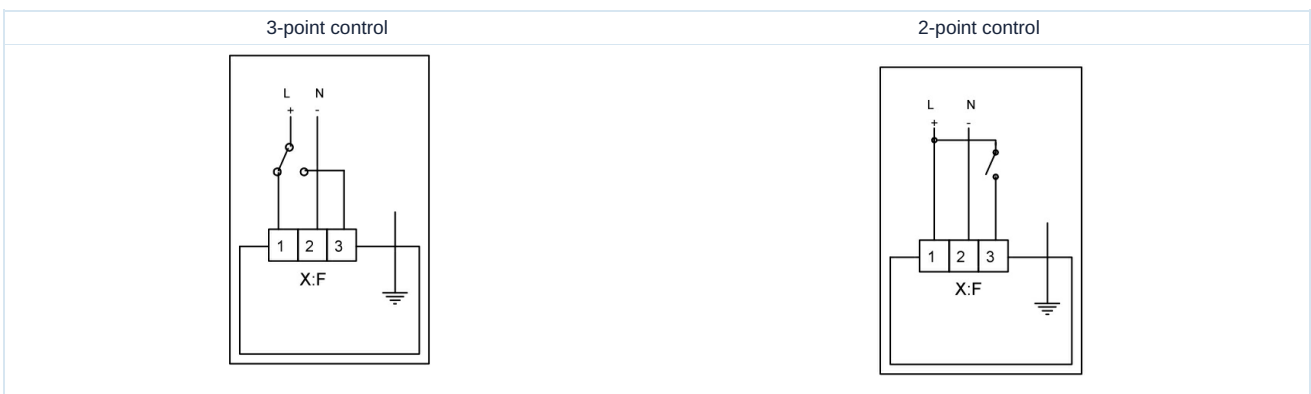 3-point control
2-point control
L N
+ -
1 2 3
X:F
L N
+ -
1 2 3
X:F